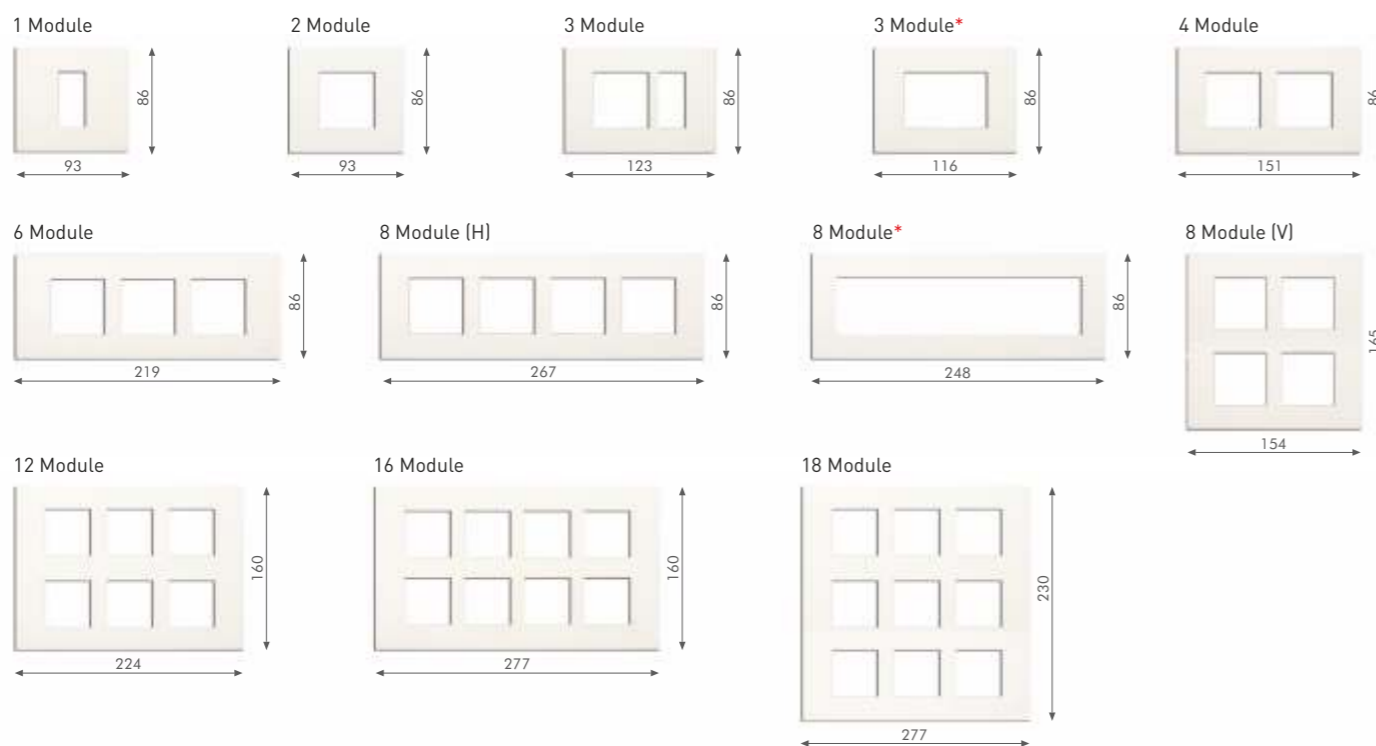 1 Module
2 Module
3 Module
3 Module*
4 Module
86
86
86
86
86
93
93
123
116
151
6 Module
8 Module (H)
8 Module*
8 Module (V)
86
86
86
165
219
267
248
154
12 Module
16 Module
18 Module
160
160
230
224
277
277